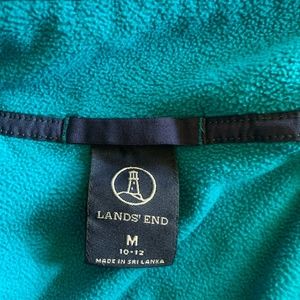 LANDS' END
M
10-12
MADE IN SRI LANKA